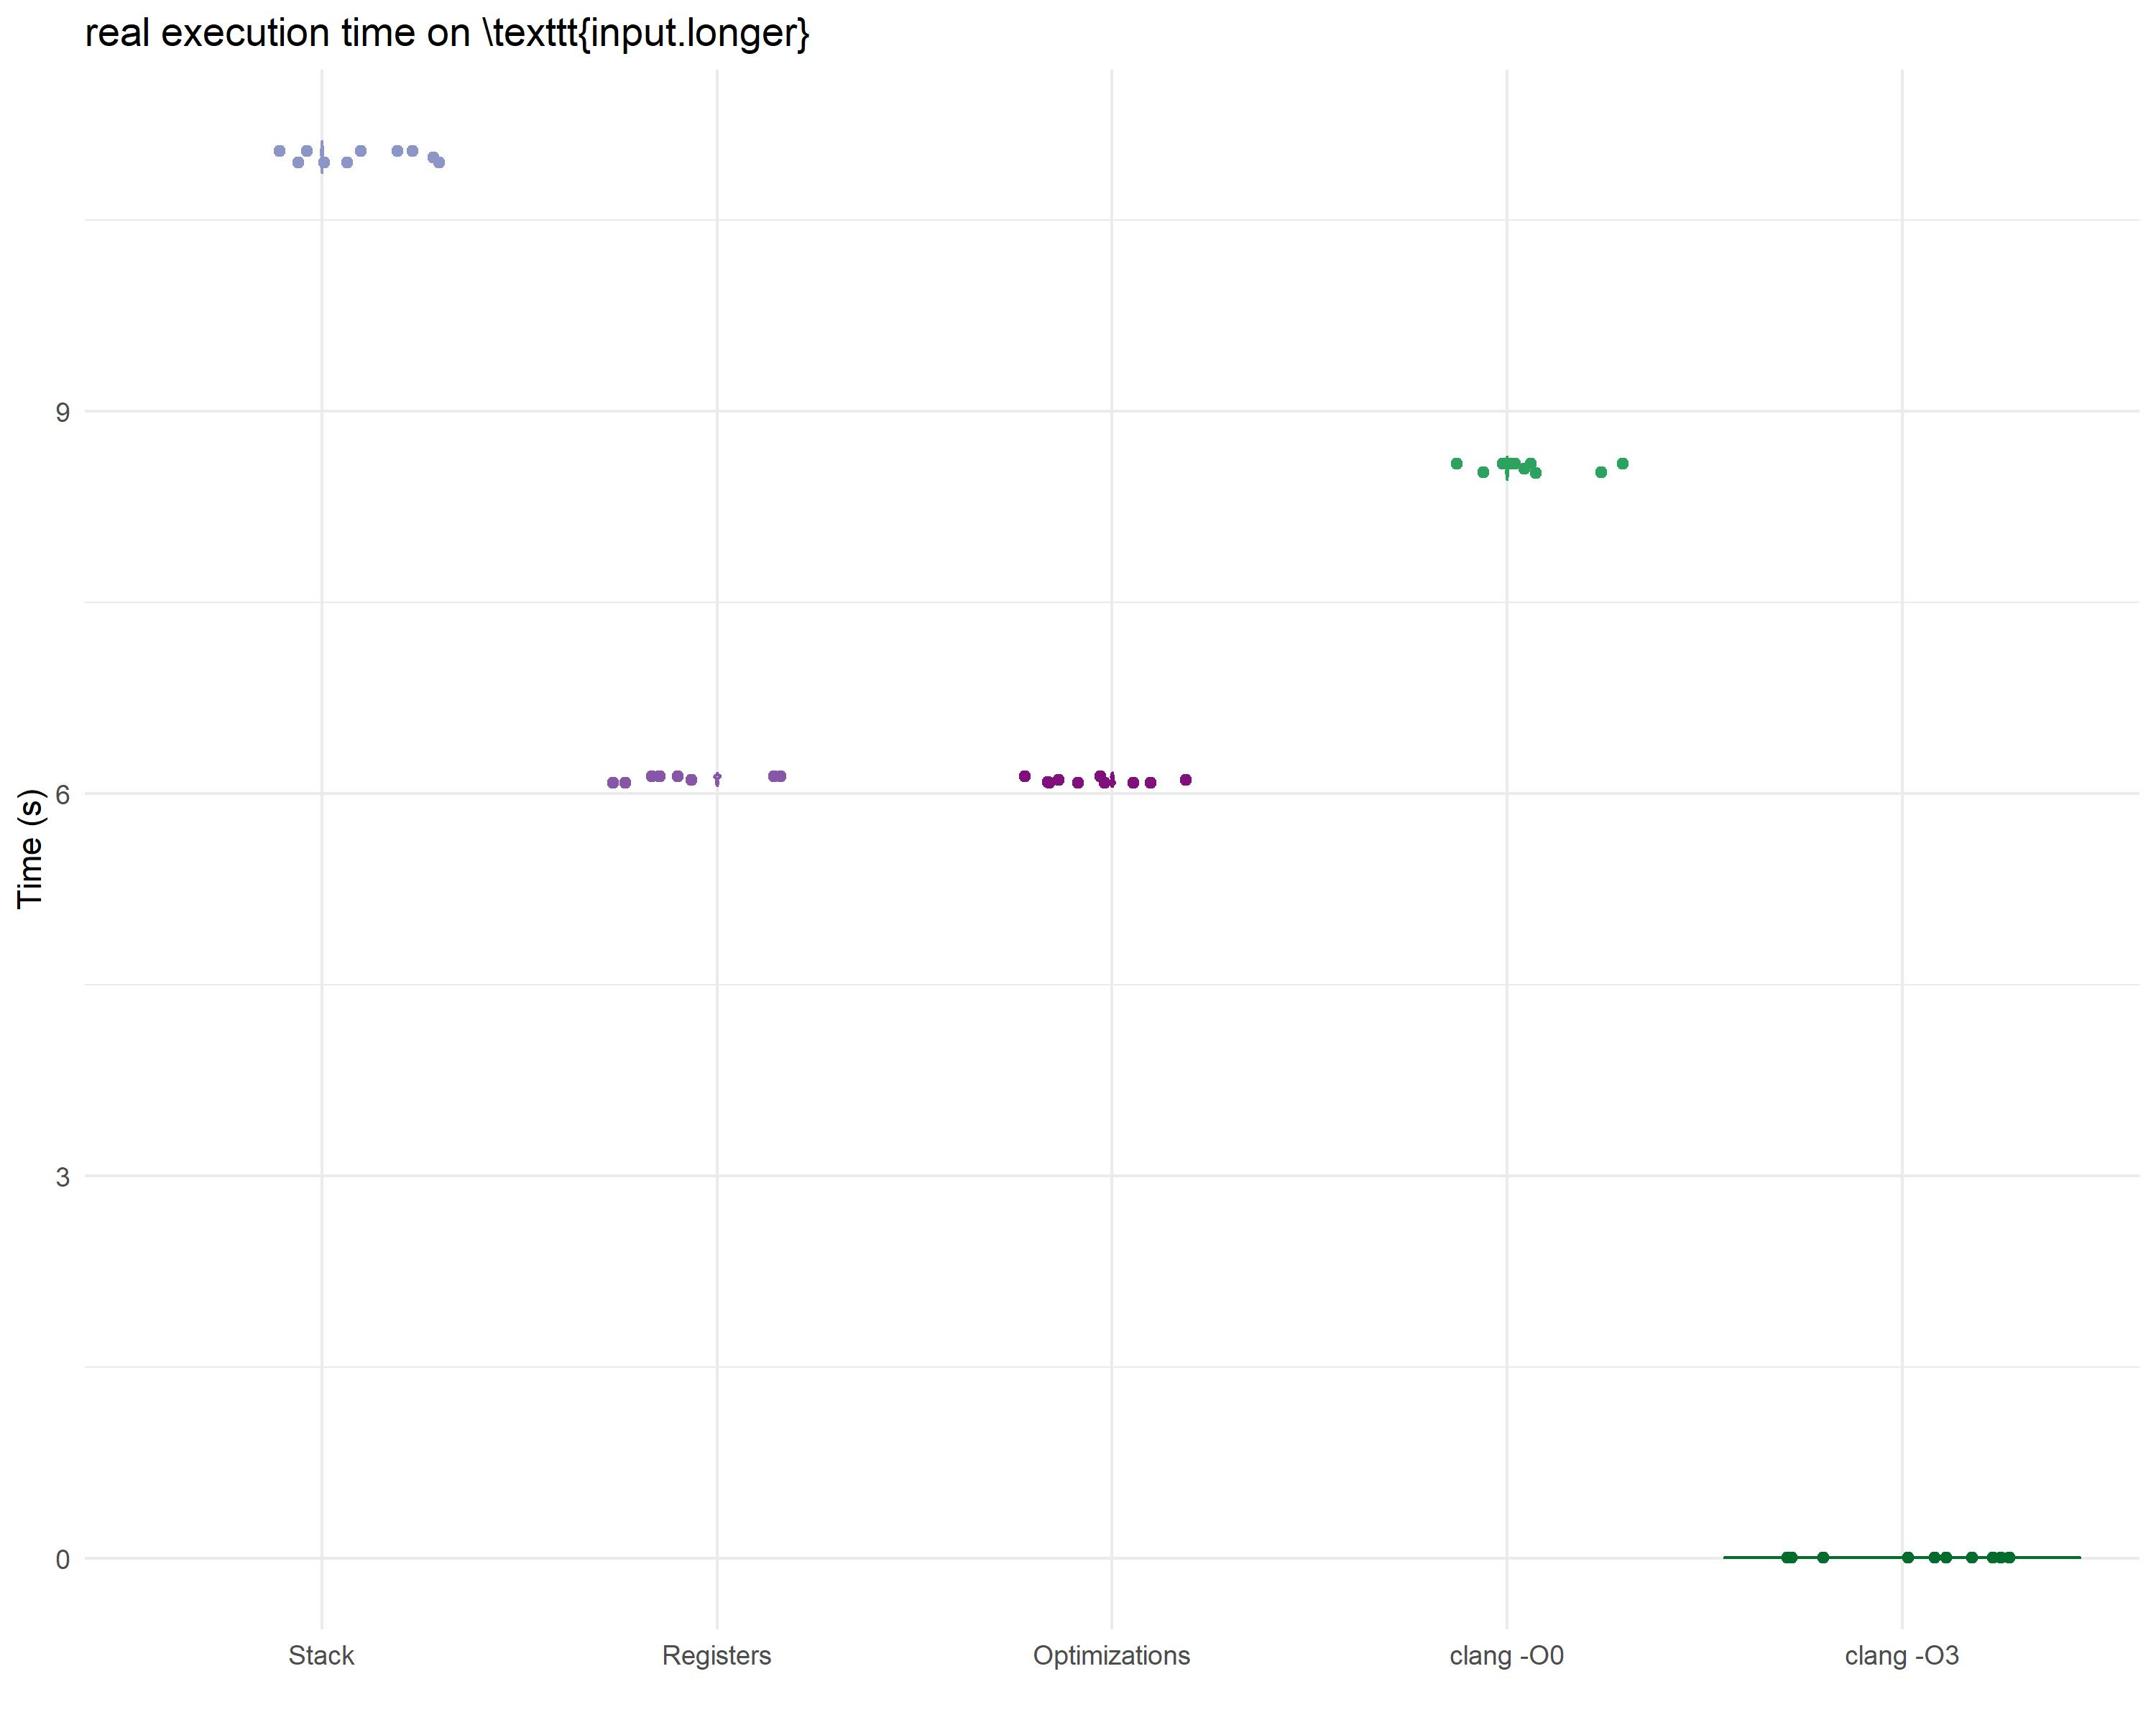 real execution time on \texttt{input.longer}
9
6
3
0
Time (s)
Stack
Registers
Optimizations
clang -O0
clang -O3